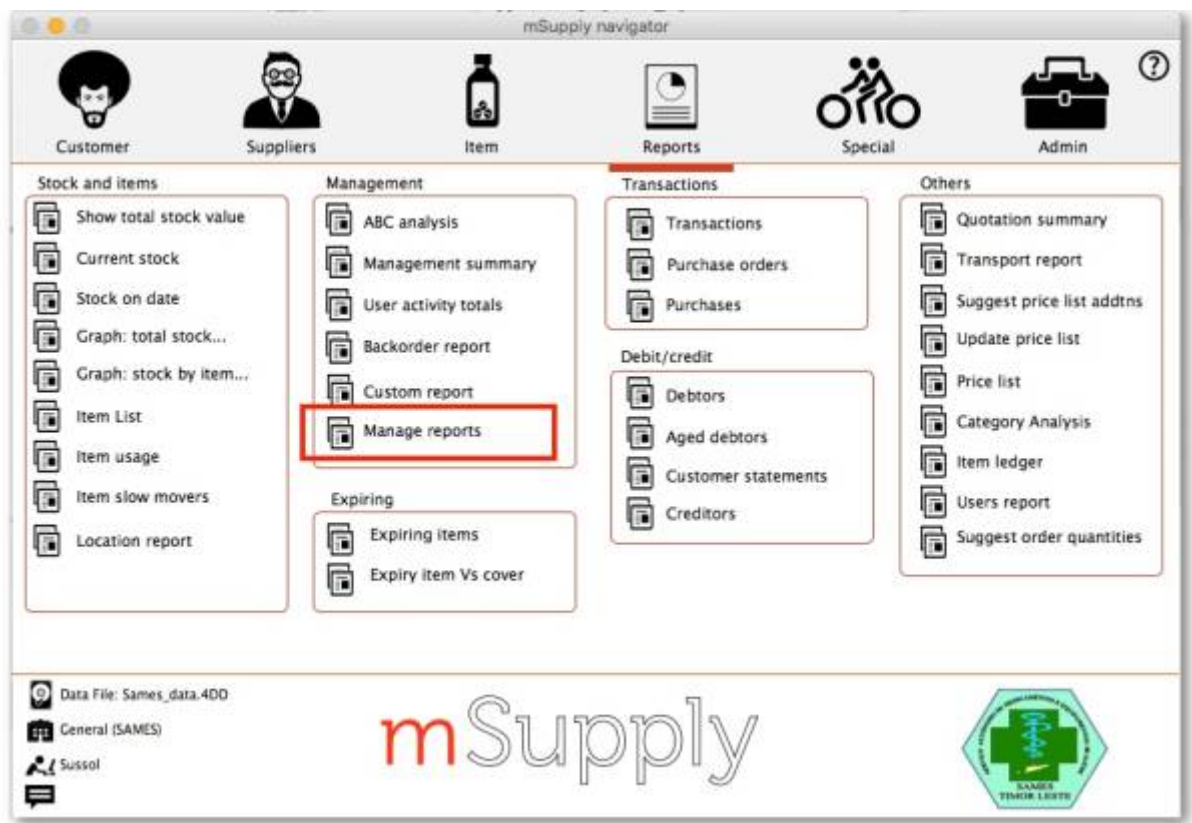 mSupply navigator
Customer
Suppliers
Item
Reports
Special
Admin
?
Stock and items
Show total stock value
Current stock
Stock on date
Graph: total stock...
Graph: stock by item...
Item List
Item usage
Item slow movers
Location report
Management
ABC analysis
Management summary
User activity totals
Backorder report
Custom report
Manage reports
Expiring
Expiring items
Expiry item Vs cover
Transactions
Transactions
Purchase orders
Purchases
Debit/credit
Debtors
Aged debtors
Customer statements
Creditors
Others
Quotation summary
Transport report
Suggest price list addtns
Update price list
Price list
Category Analysis
Item ledger
Users report
Suggest order quantities
Data File: Sames_data.4DD
General (SAMES)
Sussol
mSupply
SAMES
TIMOR LESTE